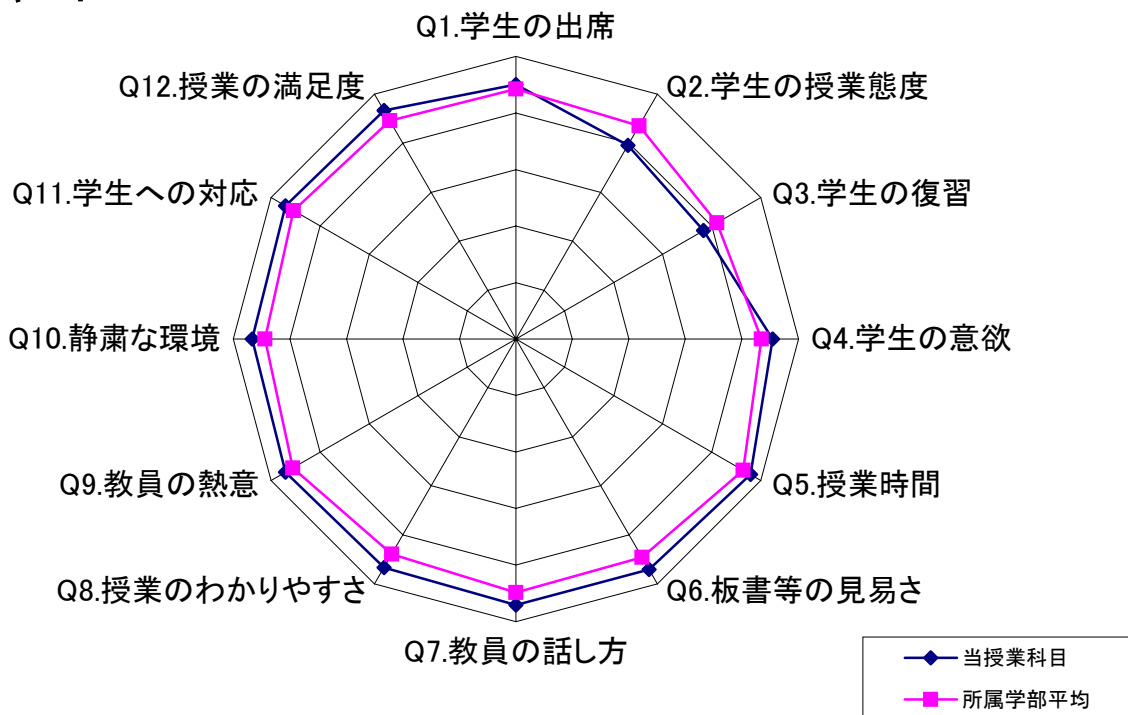 Q1.学生の出席
Q2.学生の授業態度
Q3.学生の復習
Q4.学生の意欲
Q5.授業時間
Q6.板書等の見易さ
Q7.教員の話し方
Q8.授業のわかりやすさ
Q9.教員の熱意
Q10.静粛な環境
Q11.学生への対応
Q12.授業の満足度
当授業科目
所属学部平均